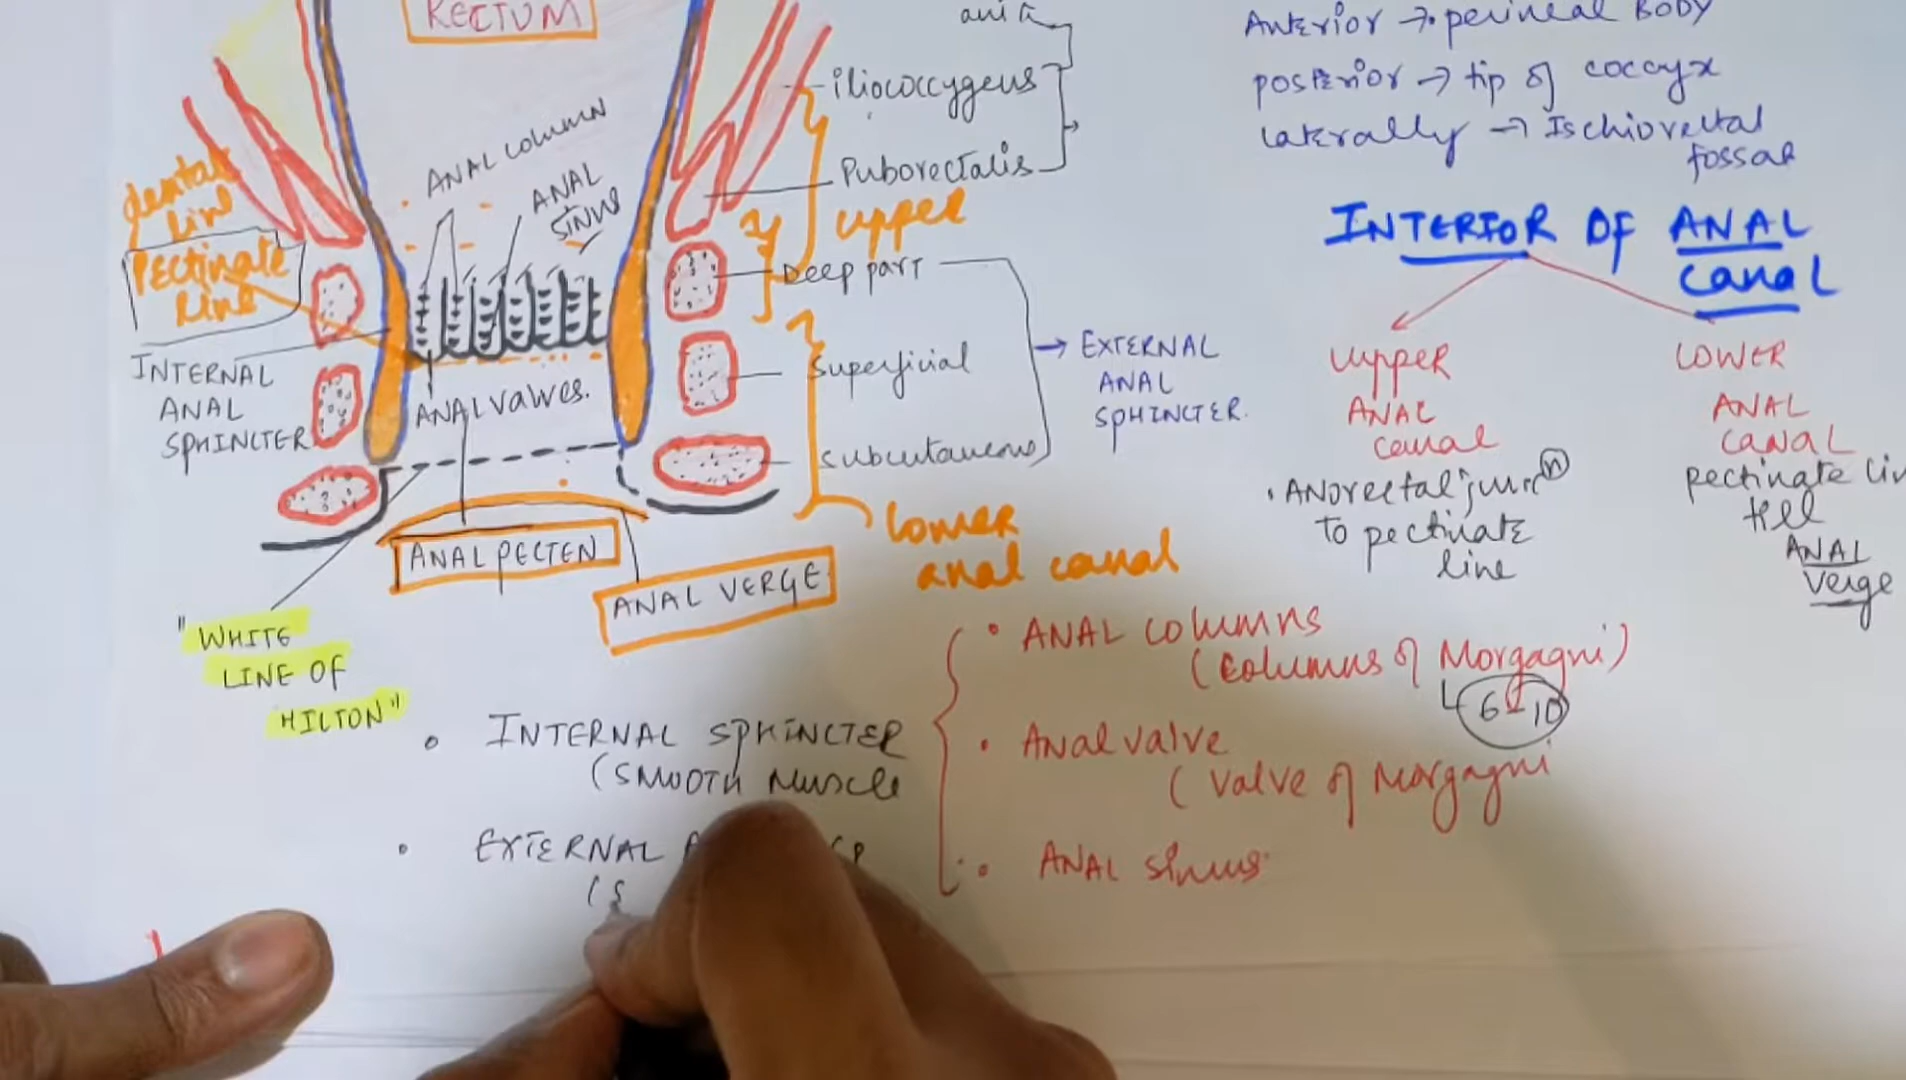 RECTUM
ANAL COLUMN
ANAL
SINUS
dental
line
Pectinate
Line
INTERNAL
ANAL
SPHINCTER
ANAL VALVES.
ANAL PECTEN
ANAL VERGE
"WHITE
LINE OF
HILTON"
iliococcygeus
Puborectalis
upper
Deep part
superficial
subcutaneous
EXTERNAL
ANAL
SPHINCTER.
lower
anal canal
Anterior → perineal BODY
posterior → tip of coccyx
laterally → Ischiorectal
fossae
INTERIOR OF ANAL
canal
upper
ANAL
canal
. ANorectal junc(n)
to pectinate
line
LOWER
ANAL
CANAL
pectinate lin
till
ANAL
verge
• ANAL columns
(columns of Morgagni)
6-10
• Anal valve
( valve of Morgagni
• ANAL sinus
• INTERNAL SPHINCTER
(SMOOTH MUSCLE
• EXTERNAL
(S